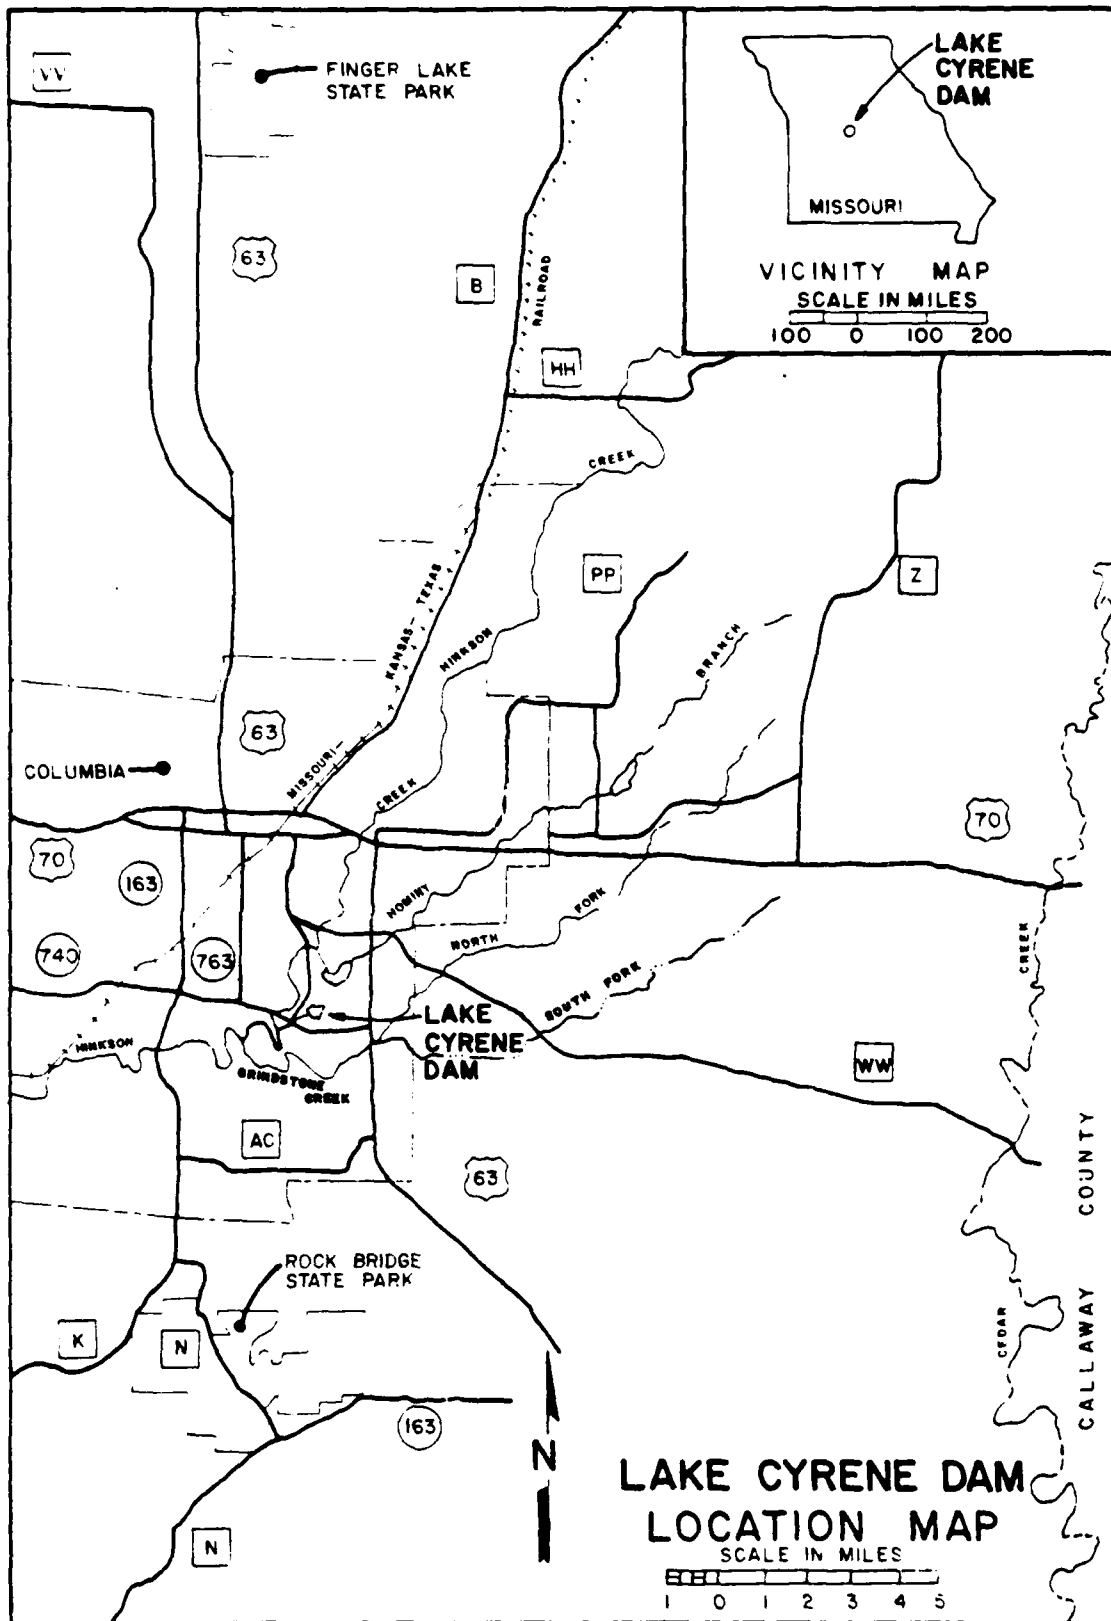 VV
FINGER LAKE
STATE PARK
LAKE
CYRENE
DAM
MISSOURI
VICINITY MAP
SCALE IN MILES
100 0 100 200
63
B
RAILROAD
HH
CREEK
PP
Z
KANSAS-TEXAS
HINKSON
BRANCH
63
MISSOURI-
COLUMBIA
CREEK
70
70
163
HOMINY
FORK
NORTH
740
763
CREEK
SOUTH FORK
LAKE
CYRENE
DAM
HINKSON
GRINDSTONE
CREEK
WW
AC
63
COUNTY
ROCK BRIDGE
STATE PARK
K
N
CEDAR
CALLAWAY
163
N
LAKE CYRENE DAM
LOCATION MAP
N
SCALE IN MILES
1 0 1 2 3 4 5